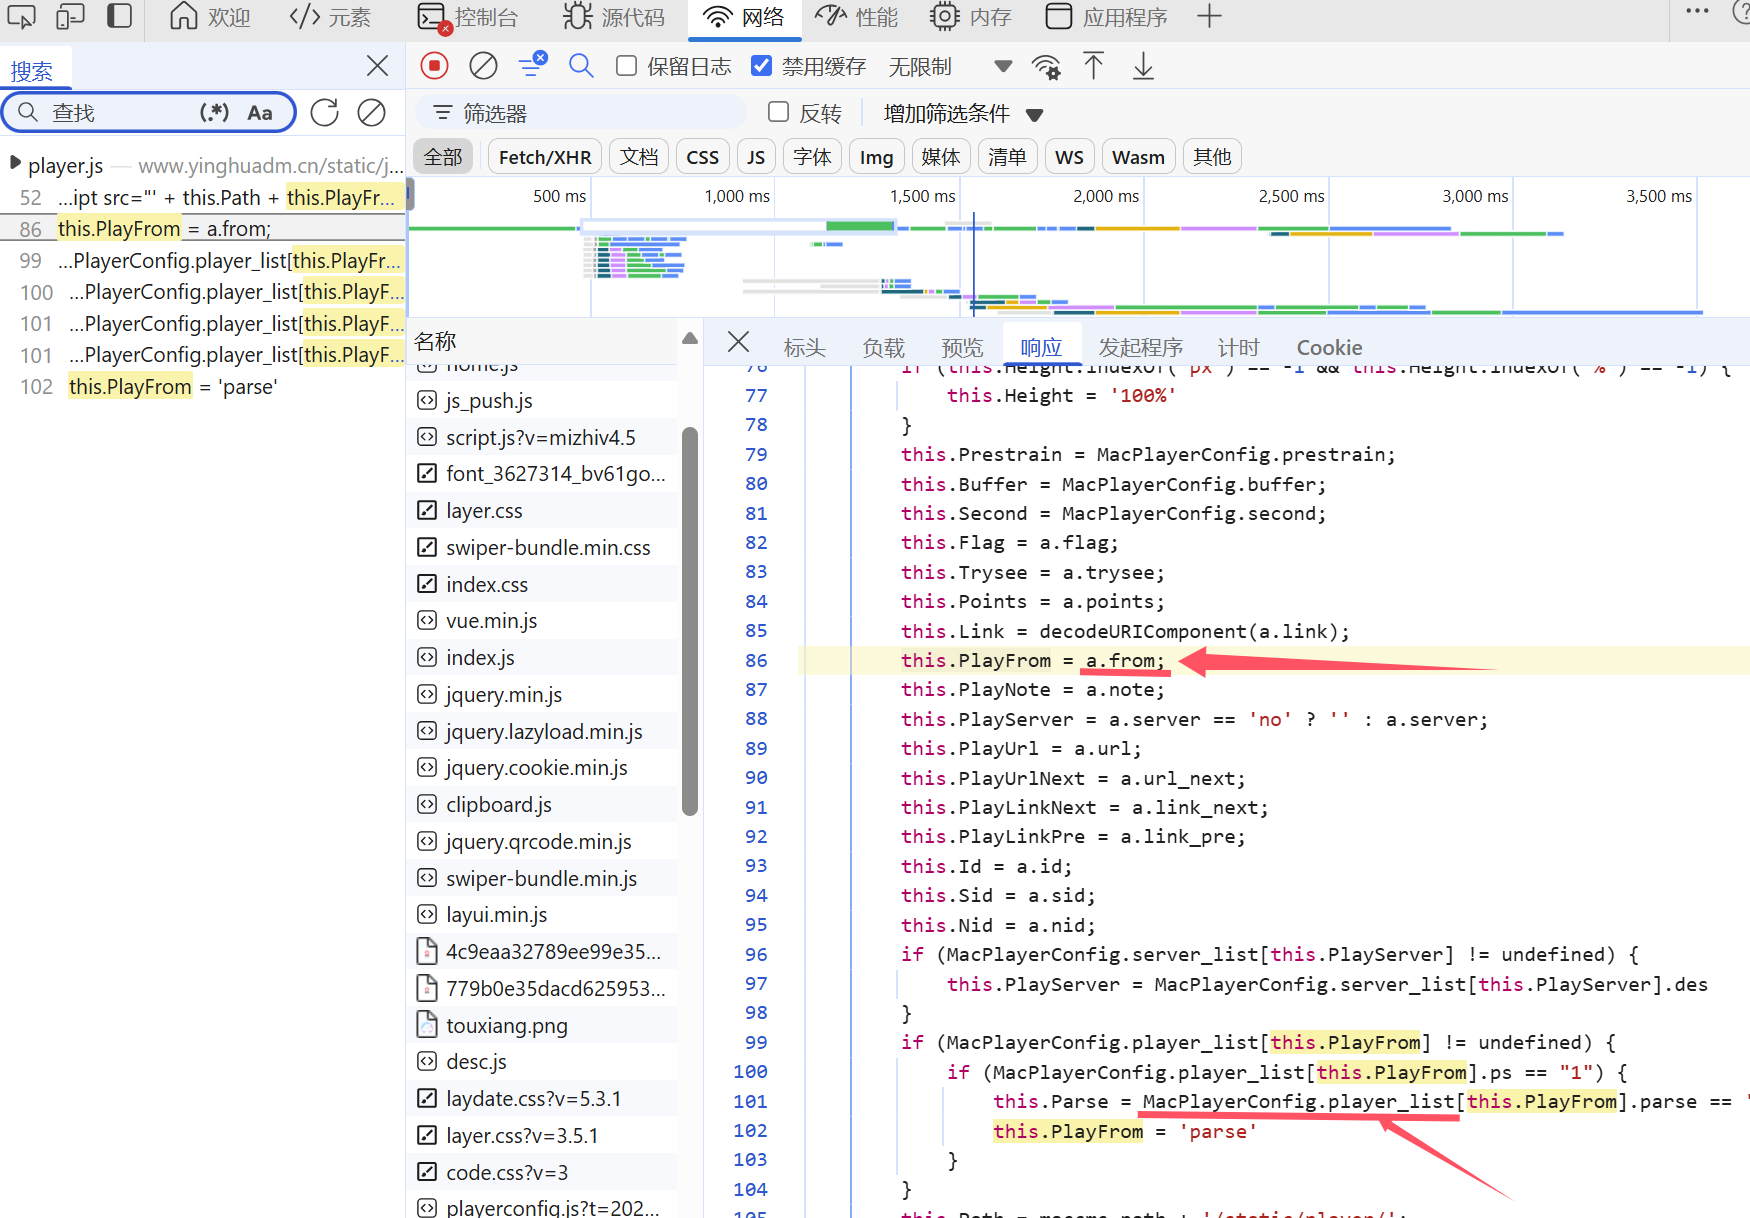 欢迎 元素 控制台 源代码 网络 性能 内存 应用程序
搜索
保留日志 禁用缓存 无限制
查找 (.*) Aa
筛选器 反转 增加筛选条件
全部 Fetch/XHR 文档 CSS JS 字体 Img 媒体 清单 WS Wasm 其他
player.js — www.yinghuadm.cn/static/j...
52 ...ipt src="' + this.Path + this.PlayFr...
86 this.PlayFrom = a.from;
99 ...PlayerConfig.player_list[this.PlayFr...
100 ...PlayerConfig.player_list[this.PlayF...
101 ...PlayerConfig.player_list[this.PlayF...
101 ...PlayerConfig.player_list[this.PlayF...
102 this.PlayFrom = 'parse'
500 ms 1,000 ms 1,500 ms 2,000 ms 2,500 ms 3,000 ms 3,500 ms
名称
home.js
js_push.js
script.js?v=mizhiv4.5
font_3627314_bv61go...
layer.css
swiper-bundle.min.css
index.css
vue.min.js
index.js
jquery.min.js
jquery.lazyload.min.js
jquery.cookie.min.js
clipboard.js
jquery.qrcode.min.js
swiper-bundle.min.js
layui.min.js
4c9eaa32789ee99e35...
779b0e35dacd625953...
touxiang.png
desc.js
laydate.css?v=5.3.1
layer.css?v=3.5.1
code.css?v=3
playerconfig.js?t=202...
标头 负载 预览 响应 发起程序 计时 Cookie
76 if (this.Height.indexOf('px') == -1 && this.Height.indexOf('%') == -1) {
77 this.Height = '100%'
78 }
79 this.Prestrain = MacPlayerConfig.prestrain;
80 this.Buffer = MacPlayerConfig.buffer;
81 this.Second = MacPlayerConfig.second;
82 this.Flag = a.flag;
83 this.Trysee = a.trysee;
84 this.Points = a.points;
85 this.Link = decodeURIComponent(a.link);
86 this.PlayFrom = a.from;
87 this.PlayNote = a.note;
88 this.PlayServer = a.server == 'no' ? '' : a.server;
89 this.PlayUrl = a.url;
90 this.PlayUrlNext = a.url_next;
91 this.PlayLinkNext = a.link_next;
92 this.PlayLinkPre = a.link_pre;
93 this.Id = a.id;
94 this.Sid = a.sid;
95 this.Nid = a.nid;
96 if (MacPlayerConfig.server_list[this.PlayServer] != undefined) {
97 this.PlayServer = MacPlayerConfig.server_list[this.PlayServer].des
98 }
99 if (MacPlayerConfig.player_list[this.PlayFrom] != undefined) {
100 if (MacPlayerConfig.player_list[this.PlayFrom].ps == "1") {
101 this.Parse = MacPlayerConfig.player_list[this.PlayFrom].parse == '
102 this.PlayFrom = 'parse'
103 }
104 }
105 this.Path = maccms.path + '/static/player/';